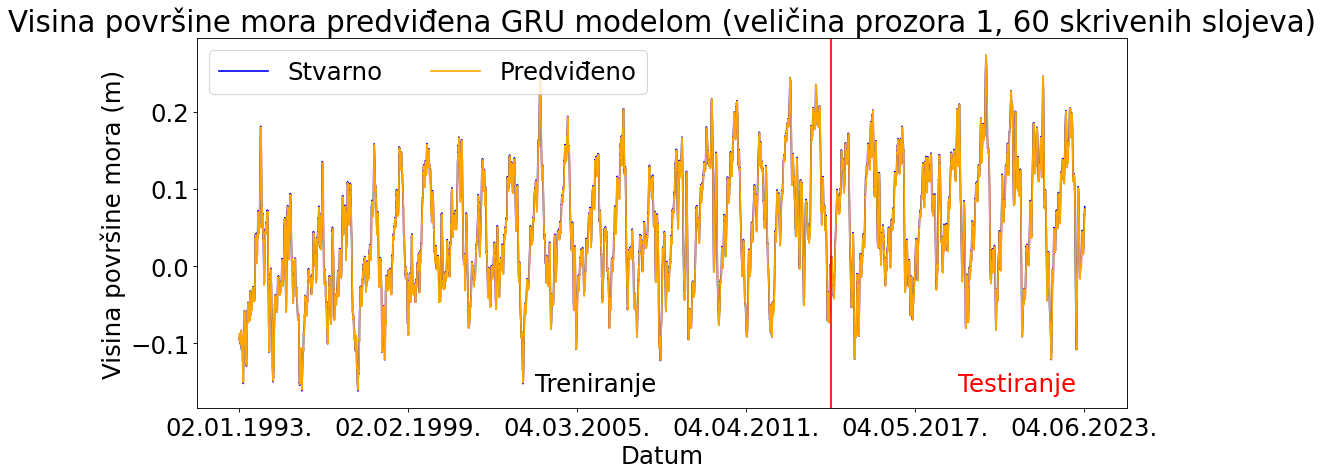 Visina površine mora predviđena GRU modelom (veličina prozora 1, 60 skrivenih slojeva)
Stvarno Predviđeno
Visina površine mora (m)
0.2
0.1
0.0
−0.1
Treniranje Testiranje
02.01.1993. 02.02.1999. 04.03.2005. 04.04.2011. 04.05.2017. 04.06.2023.
Datum